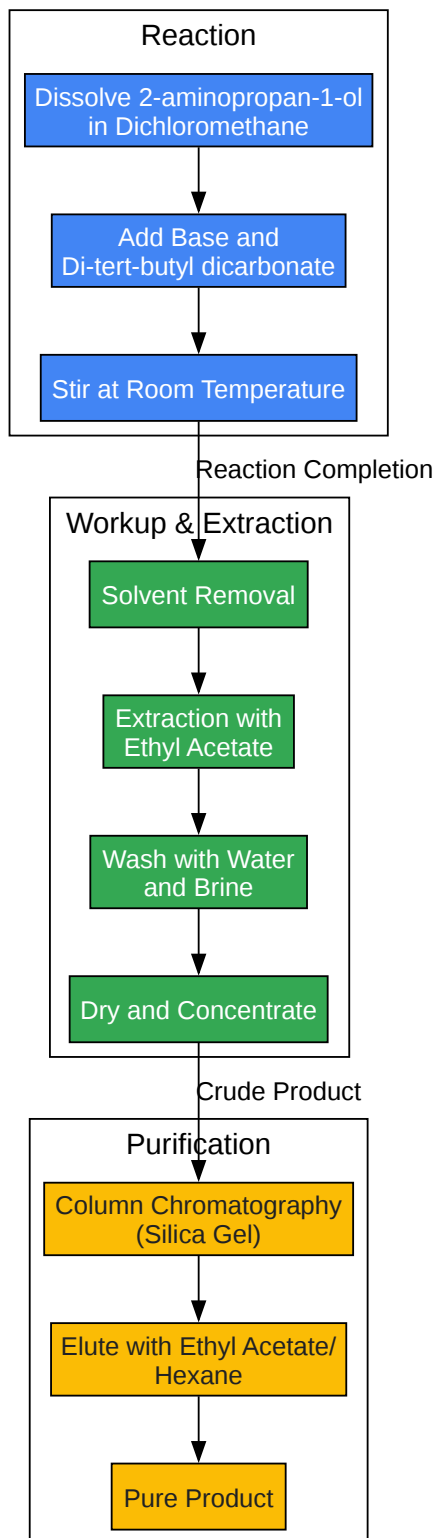 Reaction
Dissolve 2-aminopropan-1-ol
in Dichloromethane
Add Base and
Di-tert-butyl dicarbonate
Stir at Room Temperature
Reaction Completion
Workup & Extraction
Solvent Removal
Extraction with
Ethyl Acetate
Wash with Water
and Brine
Dry and Concentrate
Crude Product
Purification
Column Chromatography
(Silica Gel)
Elute with Ethyl Acetate/
Hexane
Pure Product